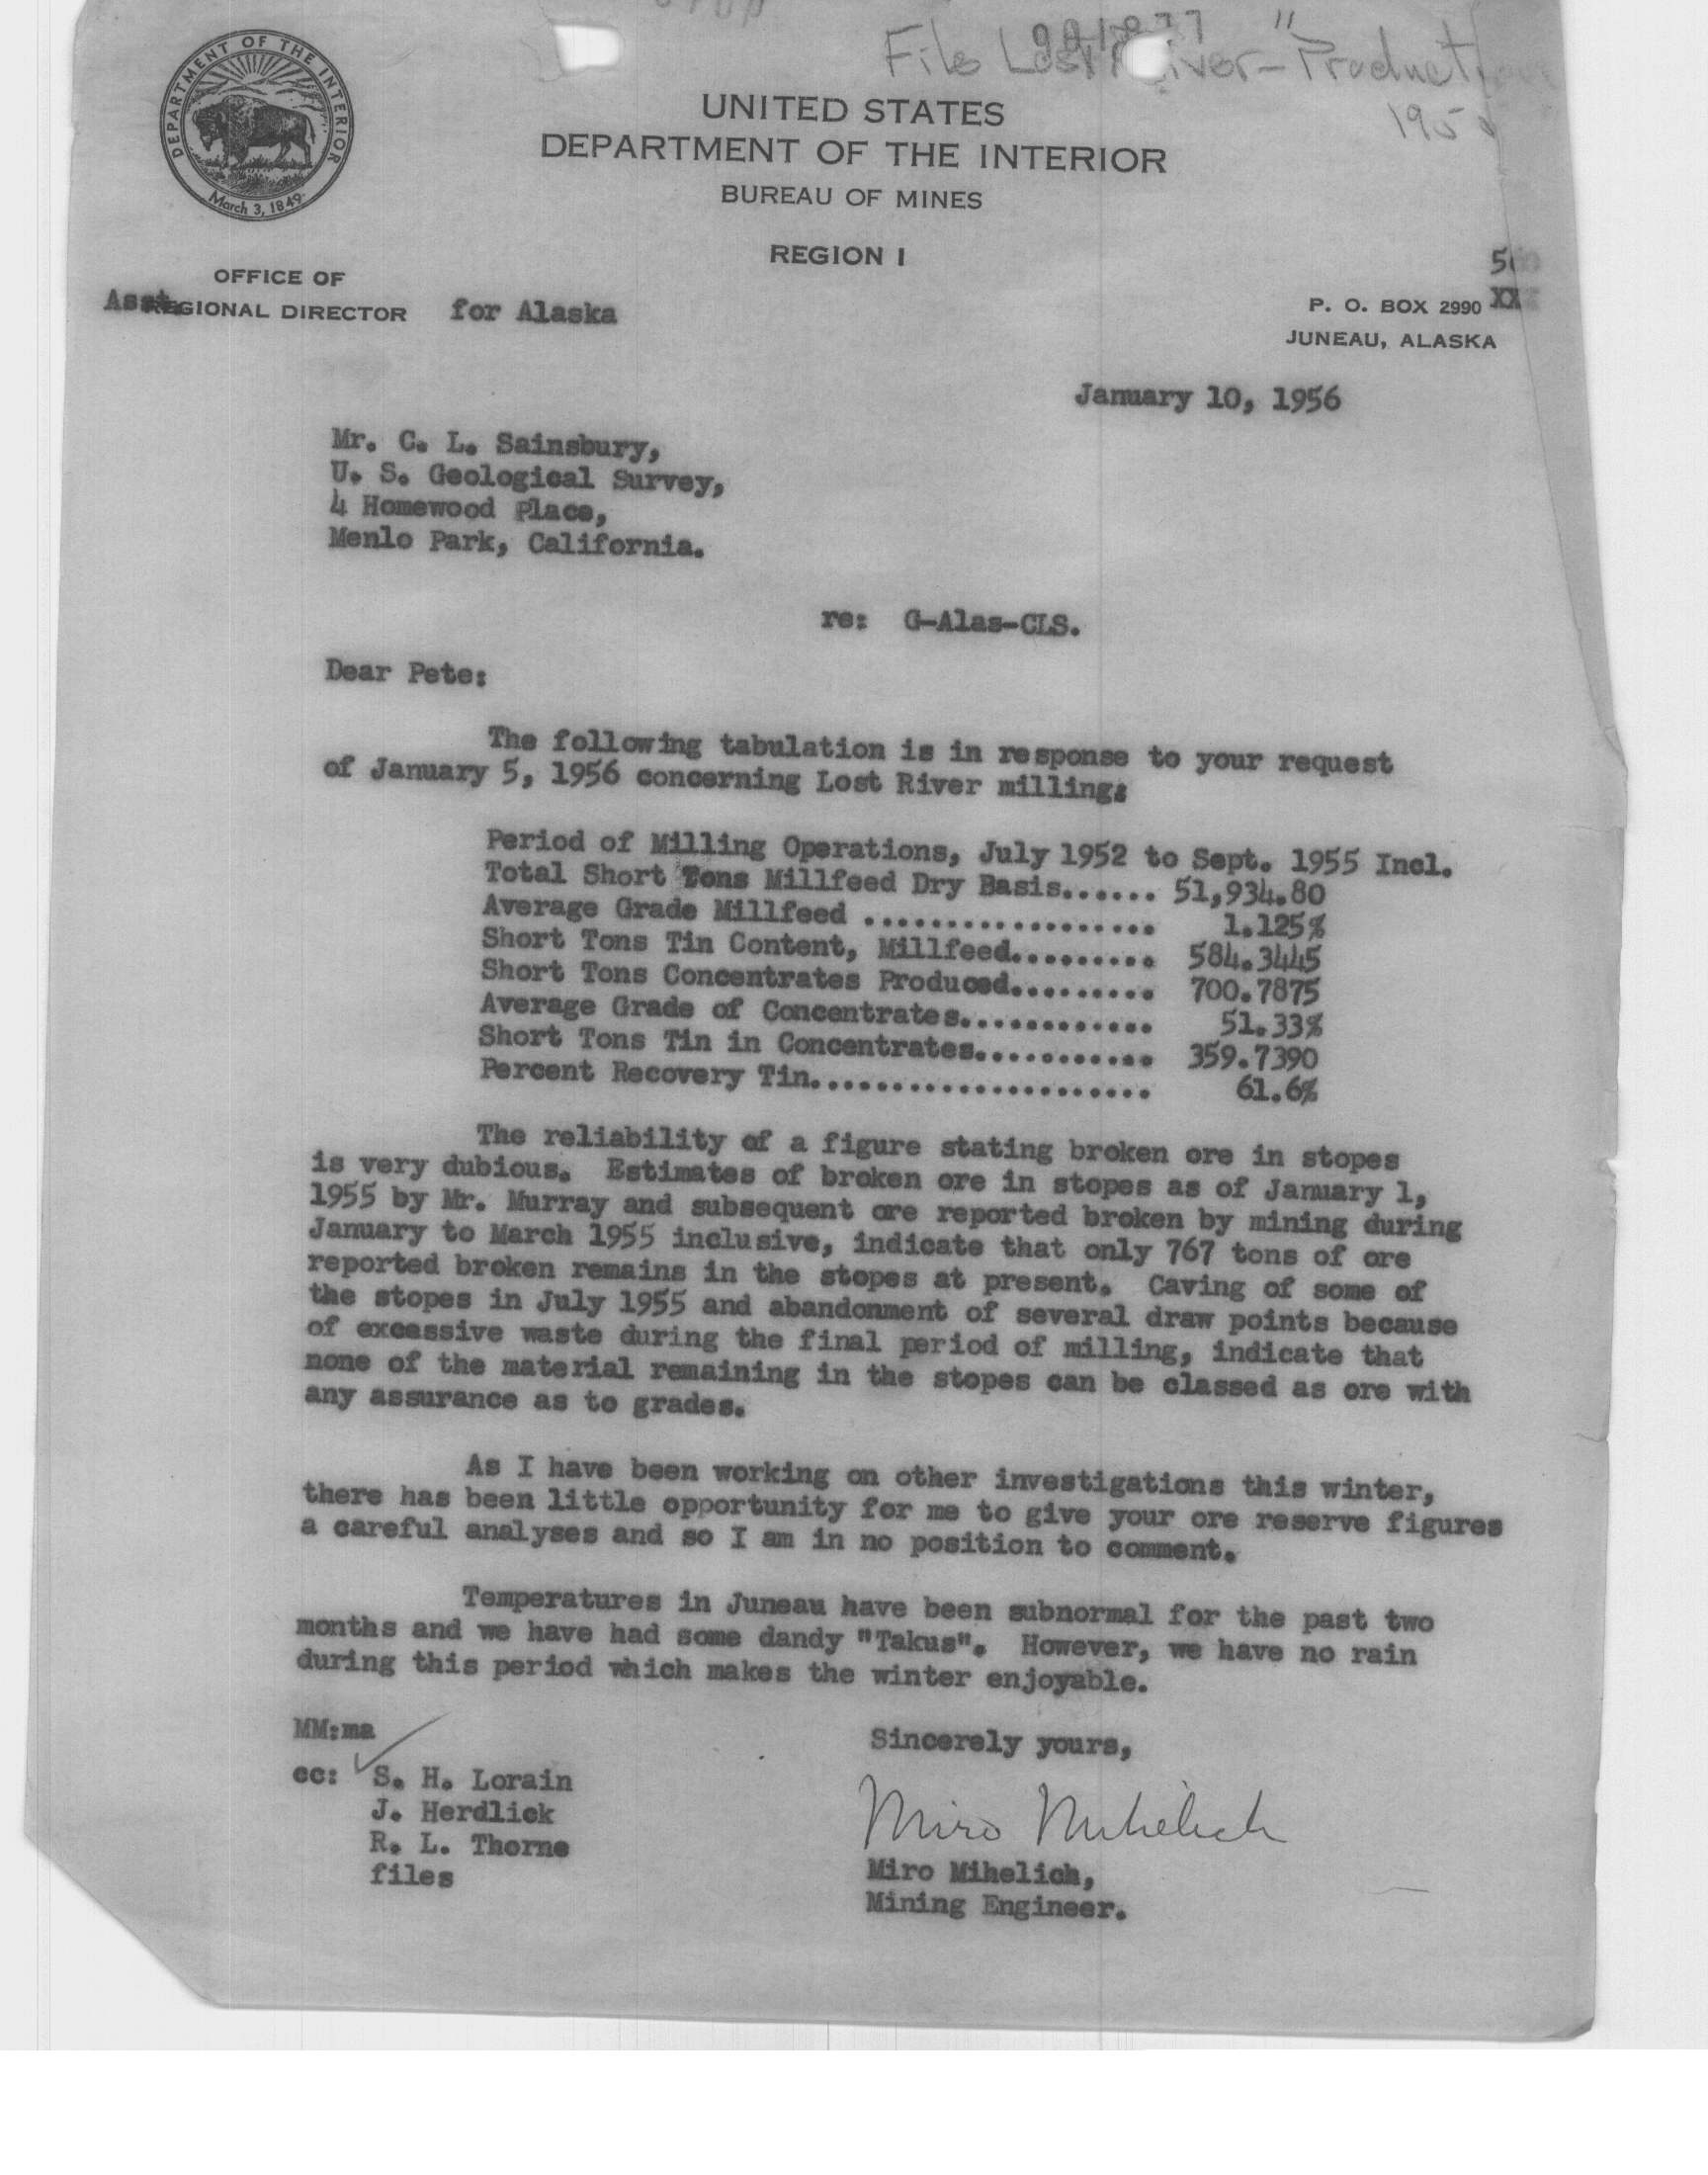 File Lost River - Product
195
DEPARTMENT OF THE INTERIOR
March 3, 1849
UNITED STATES
DEPARTMENT OF THE INTERIOR
BUREAU OF MINES
REGION I
OFFICE OF
Asst. REGIONAL DIRECTOR for Alaska
P. O. BOX 2990 XXX
JUNEAU, ALASKA
January 10, 1956
Mr. C. L. Sainsbury,
U. S. Geological Survey,
4 Homewood Place,
Menlo Park, California.
re: G-Alas-CLS.
Dear Pete:
The following tabulation is in response to your request
of January 5, 1956 concerning Lost River milling:
Period of Milling Operations, July 1952 to Sept. 1955 Incl.
Total Short Tons Millfeed Dry Basis...... 51,934.80
Average Grade Millfeed .................. 1.125%
Short Tons Tin Content, Millfeed......... 584.3445
Short Tons Concentrates Produced......... 700.7875
Average Grade of Concentrates............ 51.33%
Short Tons Tin in Concentrates........... 359.7390
Percent Recovery Tin..................... 61.6%
The reliability of a figure stating broken ore in stopes
is very dubious. Estimates of broken ore in stopes as of January 1,
1955 by Mr. Murray and subsequent ore reported broken by mining during
January to March 1955 inclusive, indicate that only 767 tons of ore
reported broken remains in the stopes at present. Caving of some of
the stopes in July 1955 and abandonment of several draw points because
of excessive waste during the final period of milling, indicate that
none of the material remaining in the stopes can be classed as ore with
any assurance as to grades.
As I have been working on other investigations this winter,
there has been little opportunity for me to give your ore reserve figures
a careful analyses and so I am in no position to comment.
Temperatures in Juneau have been subnormal for the past two
months and we have had some dandy "Takus". However, we have no rain
during this period which makes the winter enjoyable.
MM:ma
Sincerely yours,
cc: S. H. Lorain
J. Herdlick
R. L. Thorne
files
Miro Mihelich
Miro Mihelich,
Mining Engineer.